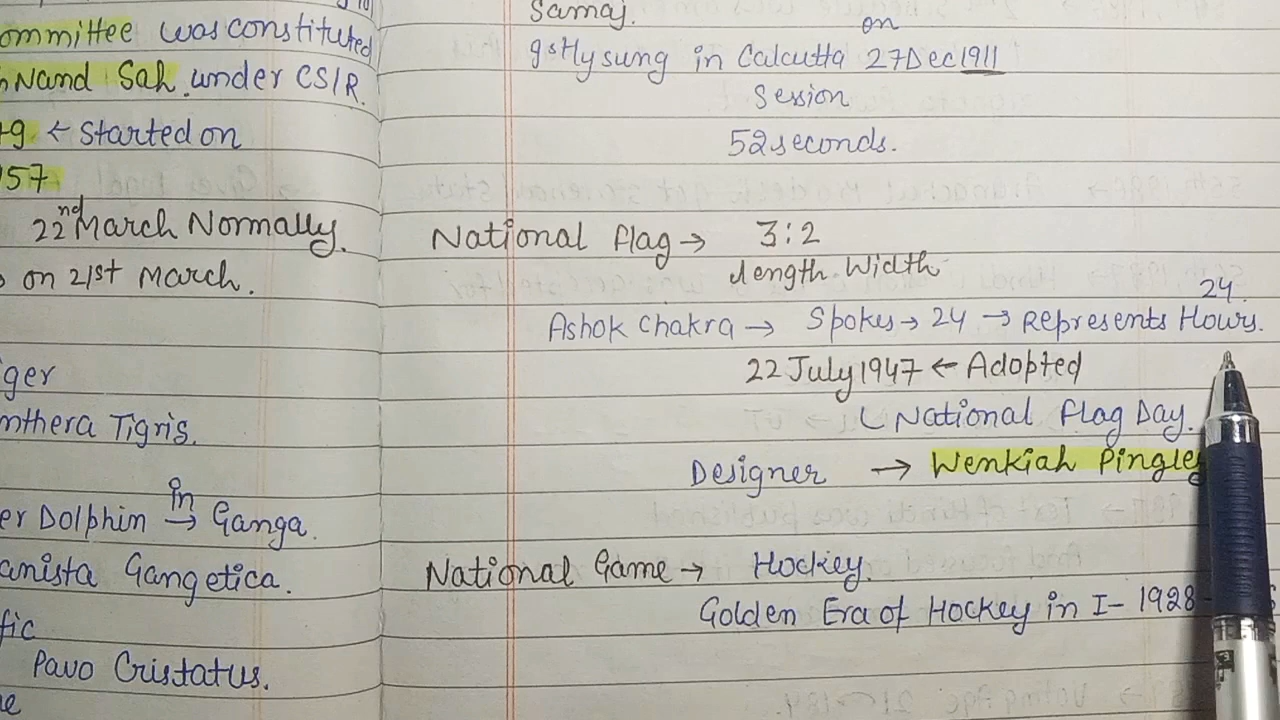 ommittee was constituted
Nand Sah under CSIR.
9 ← Started on
57
22nd March Normally.
on 21st March.
ger
nthera Tigris.
er Dolphin in → Ganga.
anista Gangetica.
fic
Pavo Cristatus.
Samaj.
on
gstly sung in Calcutta 27 Dec 1911
Session
52 seconds.
National Flag → 3:2
length Width
24
Ashok Chakra → Spokes → 24 → Represents Hours.
22 July 1947 ← Adopted
National Flag Day.
Designer → Wenkiah Pingley
National Game → Hockey.
Golden Era of Hockey in I- 1928